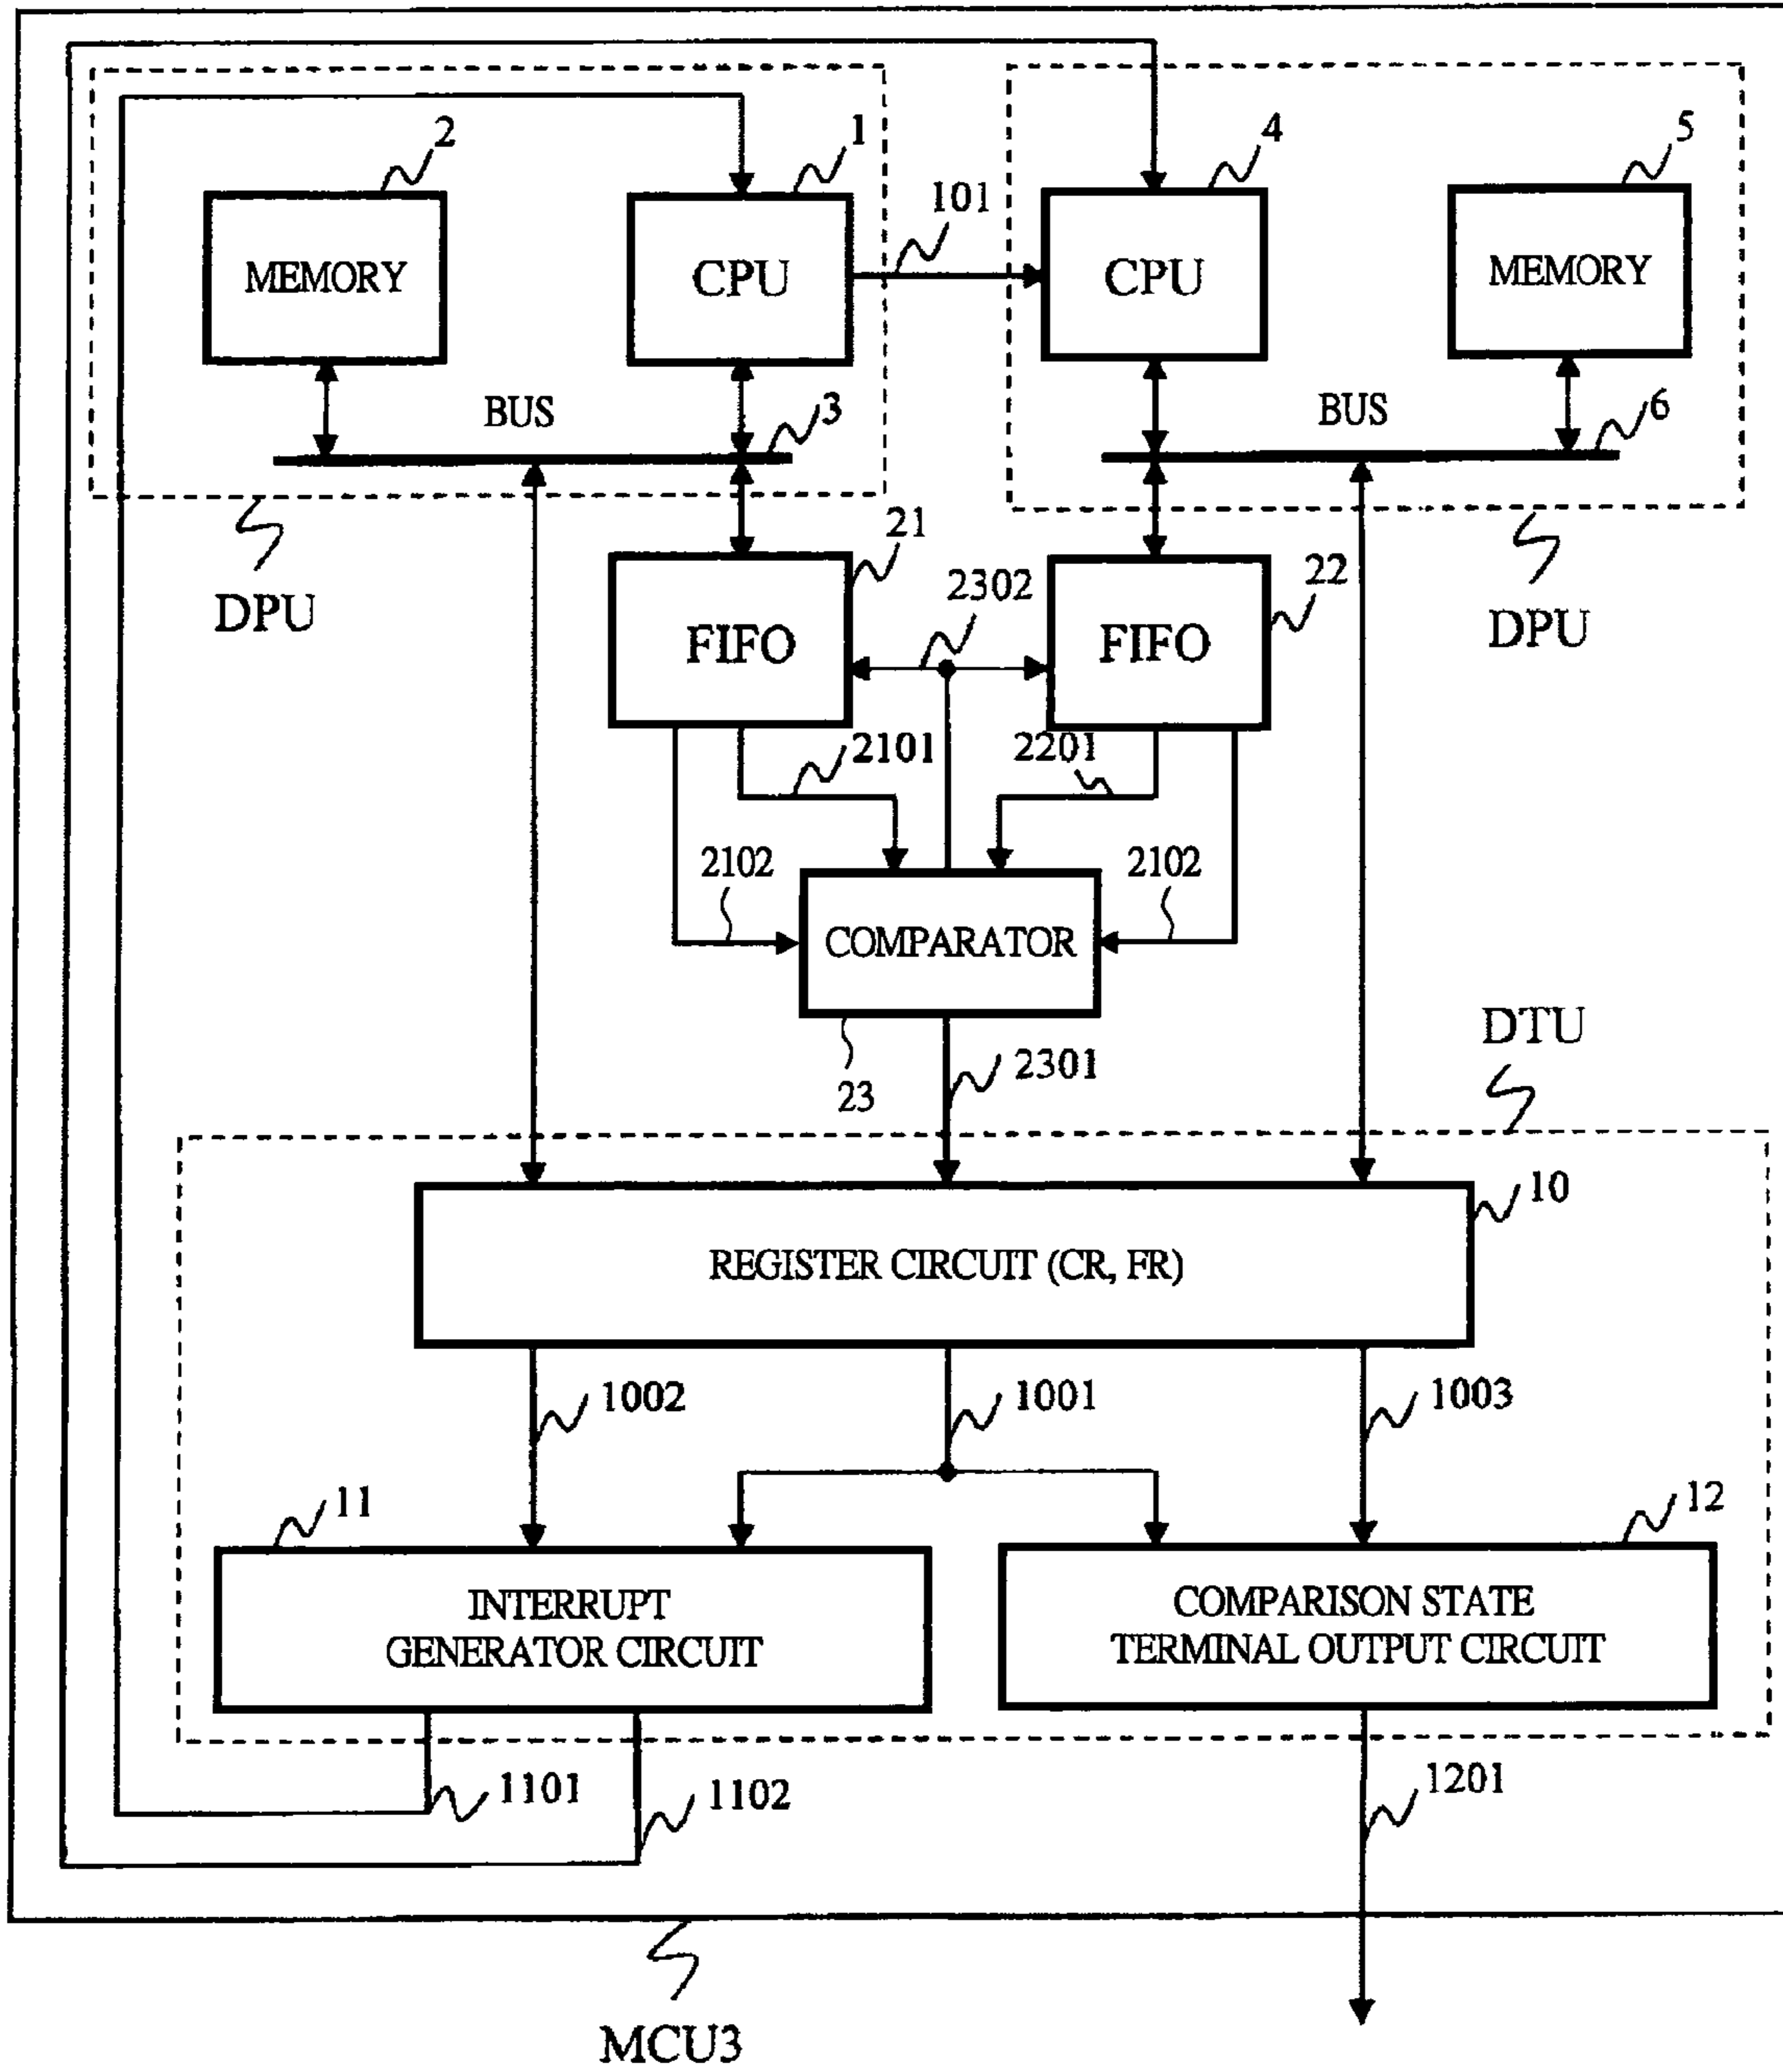 2
1
4
5
101
MEMORY
CPU
CPU
MEMORY
BUS
3
BUS
6
21
22
DPU
2302
DPU
FIFO
FIFO
2101
2201
2102
2102
COMPARATOR
DTU
23
2301
10
REGISTER CIRCUIT (CR, FR)
1002
1001
1003
11
12
INTERRUPT
GENERATOR CIRCUIT
COMPARISON STATE
TERMINAL OUTPUT CIRCUIT
1101
1102
1201
MCU3